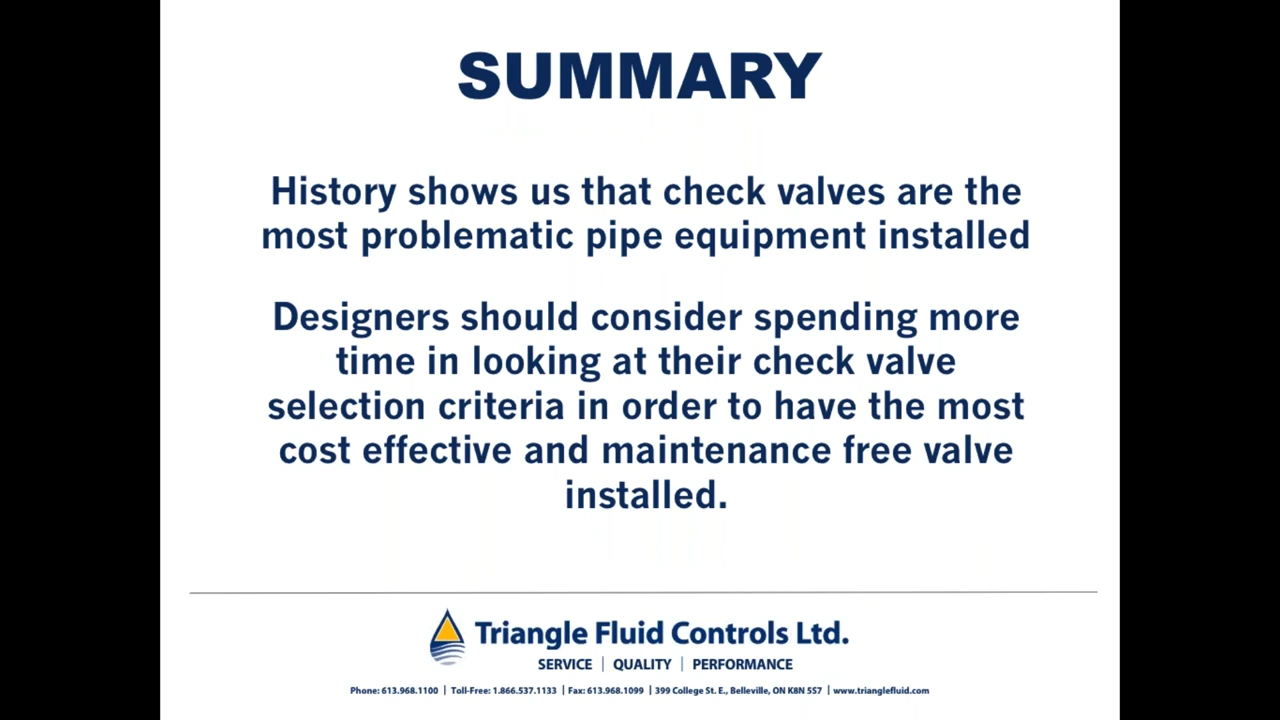 SUMMARY
History shows us that check valves are the
most problematic pipe equipment installed
Designers should consider spending more
time in looking at their check valve
selection criteria in order to have the most
cost effective and maintenance free valve
installed.
Triangle Fluid Controls Ltd.
SERVICE | QUALITY | PERFORMANCE
Phone: 613.968.1100 | Toll-Free: 1.866.537.1133 | Fax: 613.968.1099 | 399 College St. E., Belleville, ON K8N 5S7 | www.trianglefluid.com